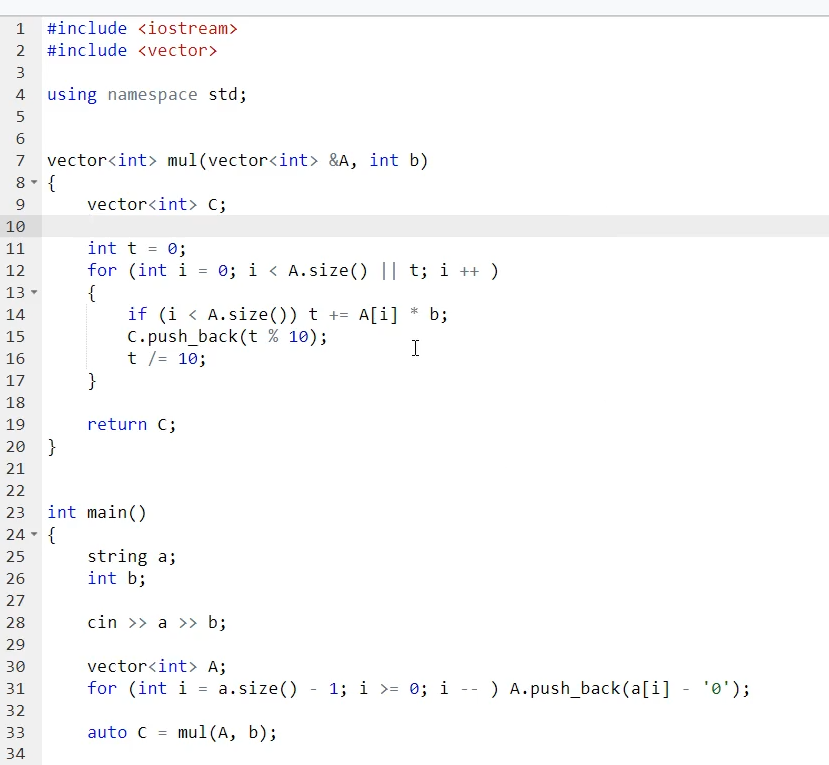 1 #include <iostream>
2 #include <vector>
3
4 using namespace std;
5
6
7 vector<int> mul(vector<int> &A, int b)
8 {
9     vector<int> C;
10
11     int t = 0;
12     for (int i = 0; i < A.size() || t; i ++ )
13     {
14         if (i < A.size()) t += A[i] * b;
15         C.push_back(t % 10);
16         t /= 10;
17     }
18
19     return C;
20 }
21
22
23 int main()
24 {
25     string a;
26     int b;
27
28     cin >> a >> b;
29
30     vector<int> A;
31     for (int i = a.size() - 1; i >= 0; i -- ) A.push_back(a[i] - '0');
32
33     auto C = mul(A, b);
34